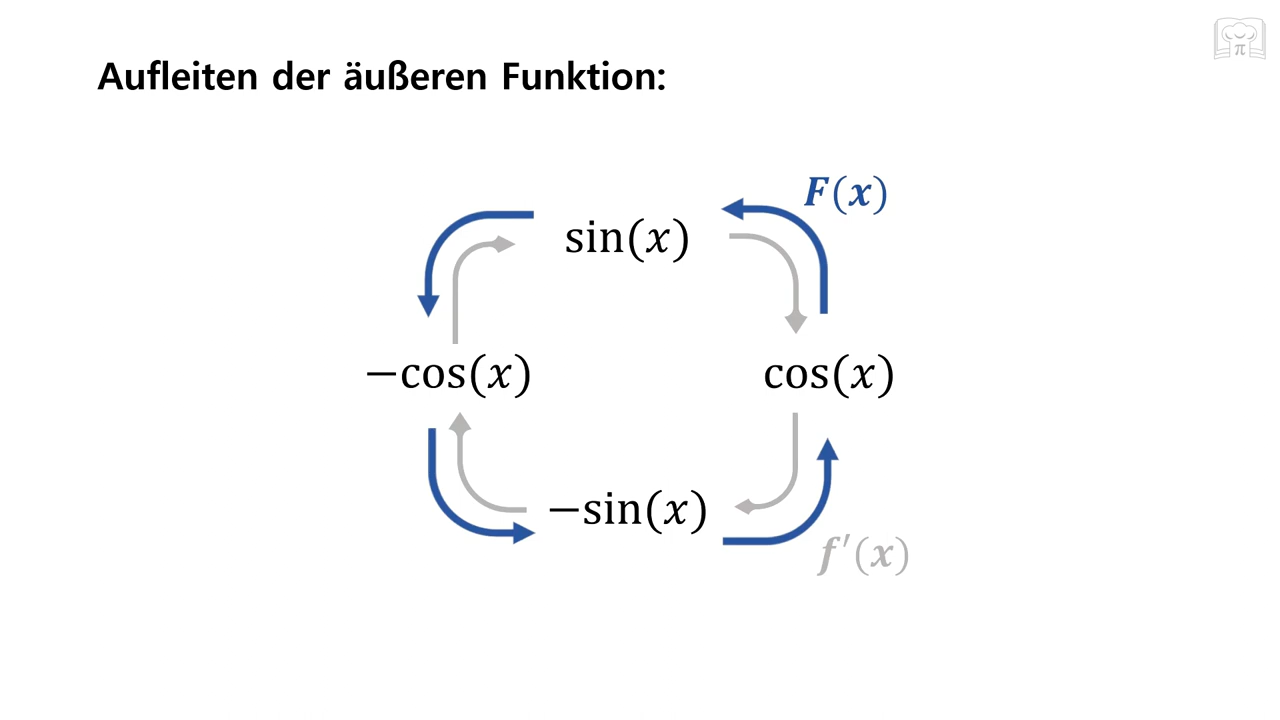 Aufleiten der äußeren Funktion:
F(x)
sin(x)
−cos(x)
cos(x)
−sin(x)
f′(x)
π